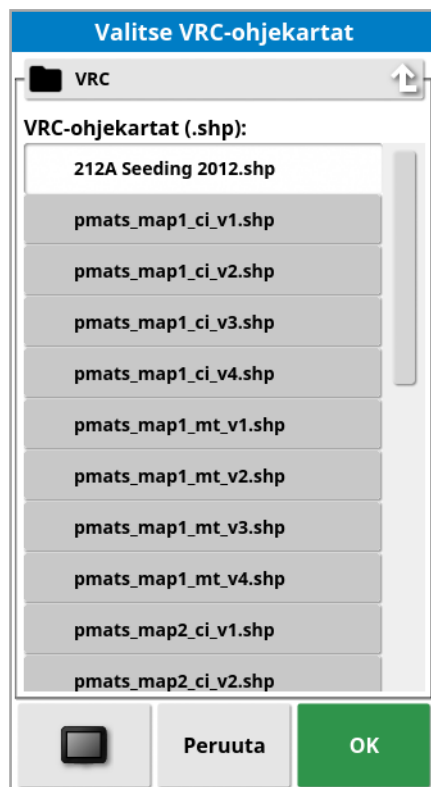 Valitse VRC-ohjekartat
VRC
VRC-ohjekartat (.shp):
212A Seeding 2012.shp
pmats_map1_ci_v1.shp
pmats_map1_ci_v2.shp
pmats_map1_ci_v3.shp
pmats_map1_ci_v4.shp
pmats_map1_mt_v1.shp
pmats_map1_mt_v2.shp
pmats_map1_mt_v3.shp
pmats_map1_mt_v4.shp
pmats_map2_ci_v1.shp
pmats_map2_ci_v2.shp
Peruuta
OK